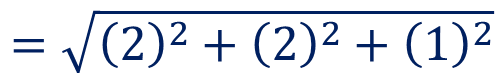 = √(2)² + (2)² + (1)²